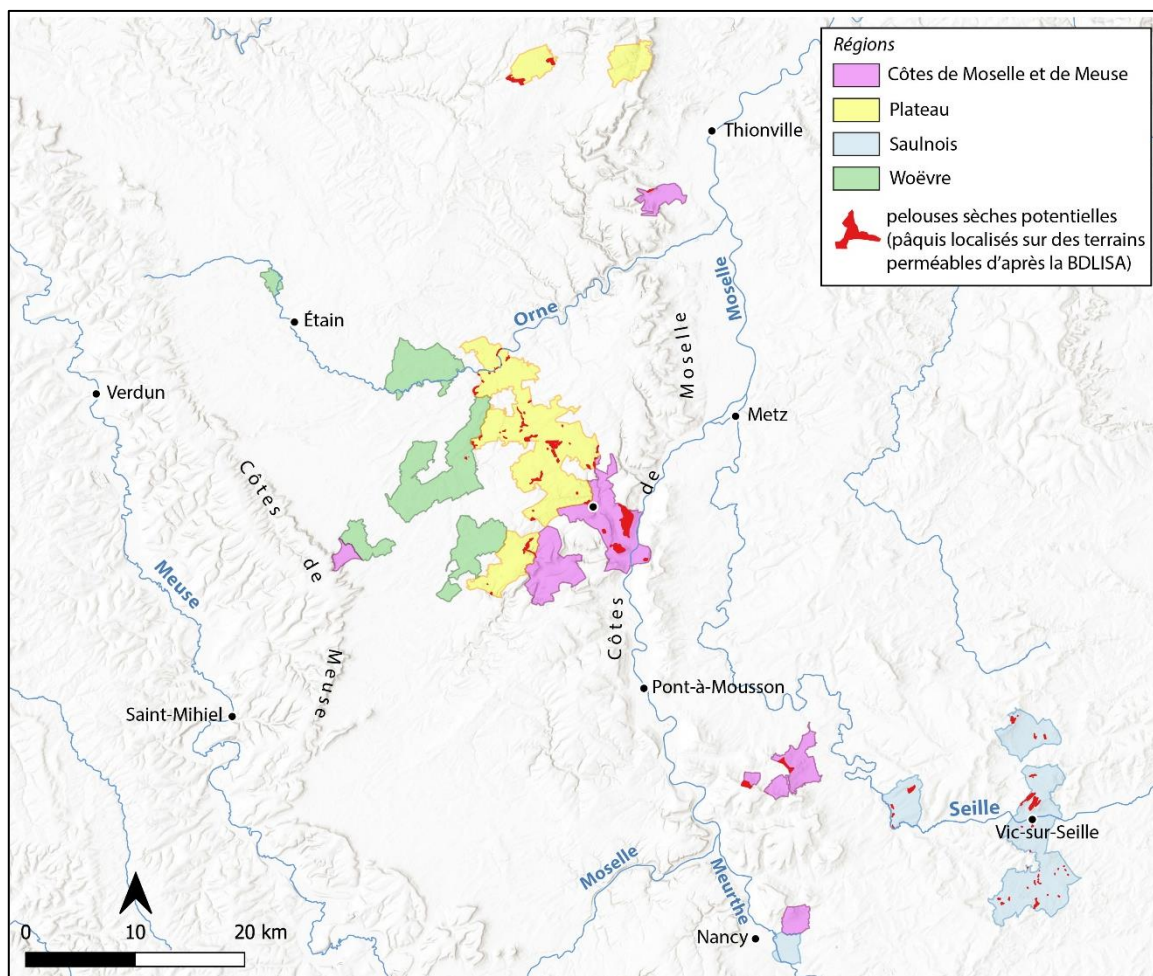 Régions
Côtes de Moselle et de Meuse
Plateau
Saulnois
Woëvre
pelouses sèches potentielles
(pâquis localisés sur des terrains
perméables d'après la BDLISA)
Thionville
Moselle
Orne
Étain
Verdun
Metz
Côtes de Moselle
Côtes de Meuse
Meuse
Pont-à-Mousson
Saint-Mihiel
Seille
Vic-sur-Seille
Moselle
Meurthe
Nancy
0 10 20 km